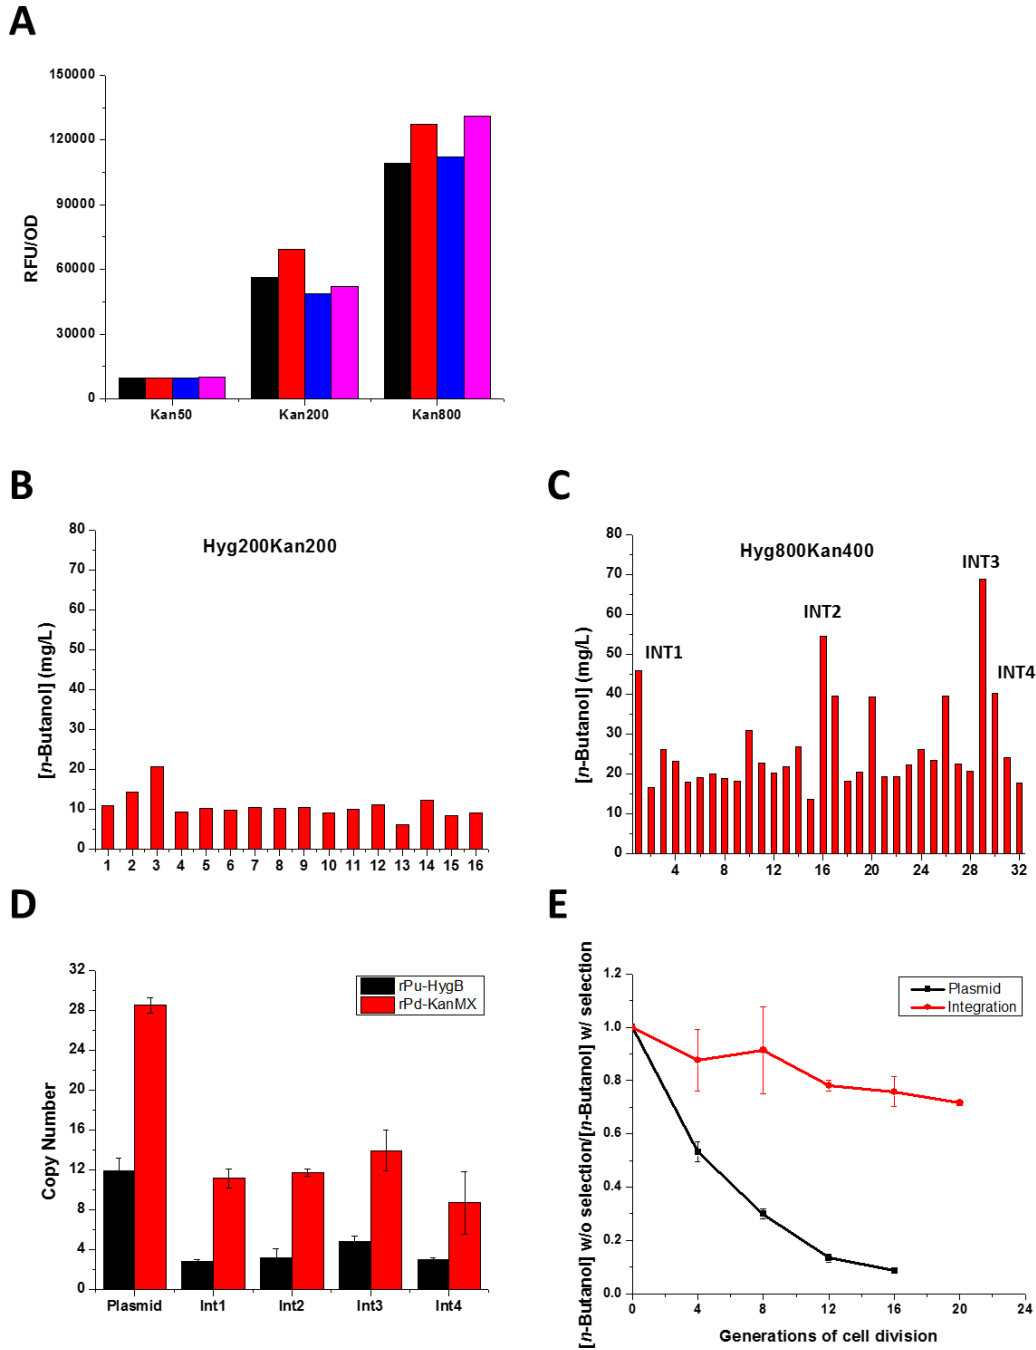 A
150000
120000
90000
60000
30000
0
RFU/OD
Kan50 Kan200 Kan800
B
80
70
60
50
40
30
20
10
0
[n-Butanol] (mg/L)
Hyg200Kan200
1 2 3 4 5 6 7 8 9 10 11 12 13 14 15 16
C
80
70
60
50
40
30
20
10
0
[n-Butanol] (mg/L)
Hyg800Kan400
INT1
INT2
INT3
INT4
4 8 12 16 20 24 28 32
D
32
28
24
20
16
12
8
4
0
Copy Number
rPu-HygB
rPd-KanMX
Plasmid Int1 Int2 Int3 Int4
E
1.2
1.0
0.8
0.6
0.4
0.2
0.0
[n-Butanol] w/o selection/[n-Butanol] w/ selection
Plasmid
Integration
0 4 8 12 16 20 24
Generations of cell division